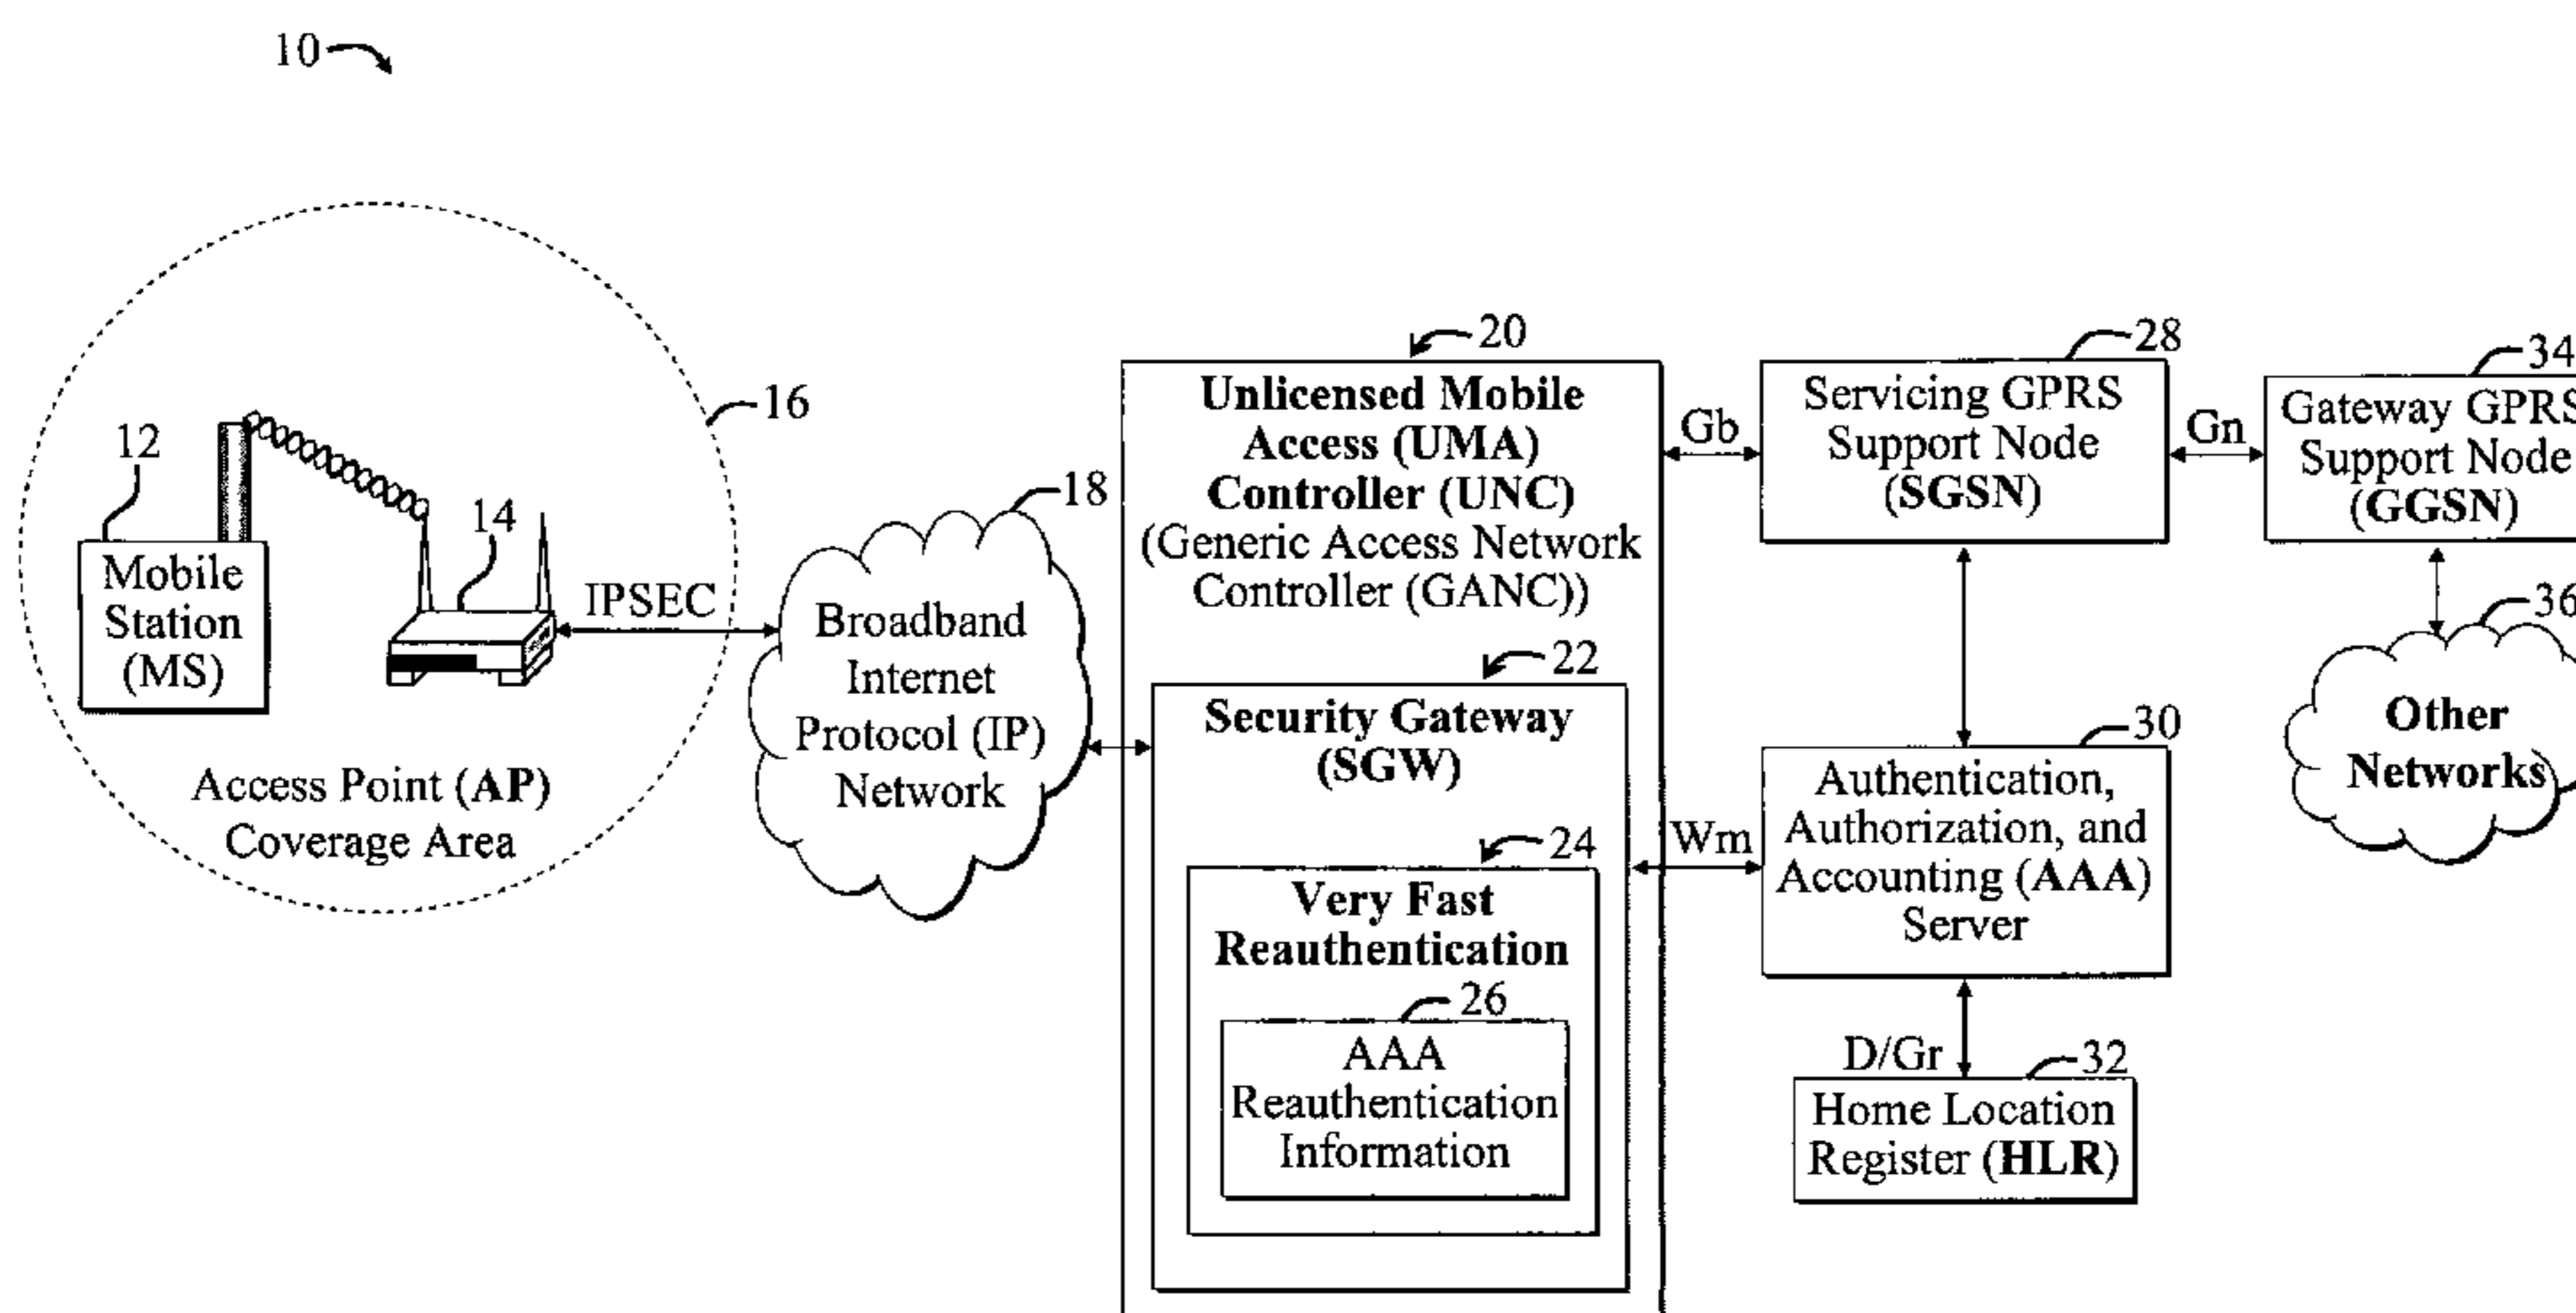 10
16
12
Mobile
Station
(MS)
14
IPSEC
Access Point (AP)
Coverage Area
18
Broadband
Internet
Protocol (IP)
Network
20
Unlicensed Mobile
Access (UMA)
Controller (UNC)
(Generic Access Network
Controller (GANC))
22
Security Gateway
(SGW)
24
Very Fast
Reauthentication
26
AAA
Reauthentication
Information
Gb
28
Servicing GPRS
Support Node
(SGSN)
Gn
34
Gateway GPRS
Support Node
(GGSN)
36
Other
Networks
Wm
30
Authentication,
Authorization, and
Accounting (AAA)
Server
D/Gr
32
Home Location
Register (HLR)